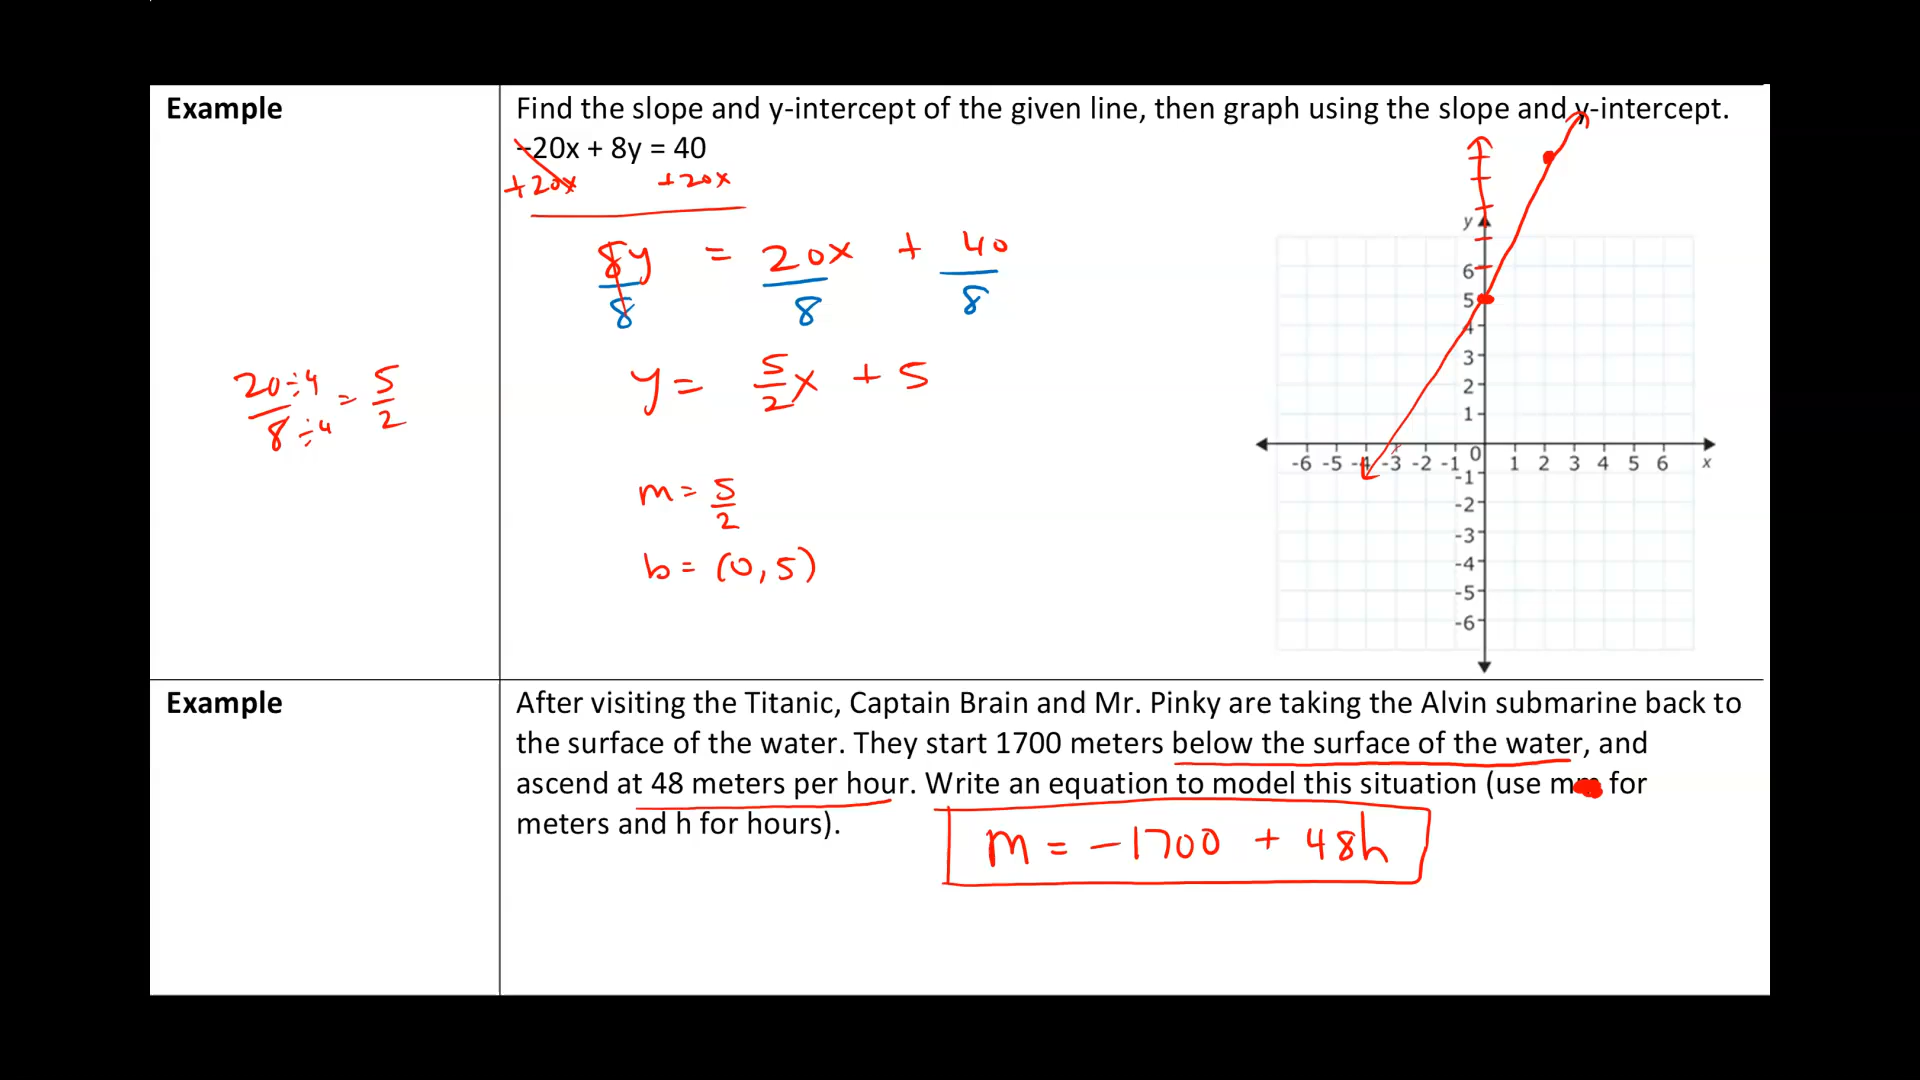 Example
Find the slope and y-intercept of the given line, then graph using the slope and y-intercept.
-20x + 8y = 40
+20x +20x
8y = 20x + 40
8 8 8
y = 5/2 x + 5
20÷4 / 8÷4 = 5/2
m = 5/2
b = (0,5)
y
6
5
4
3
2
1
-6 -5 -4 -3 -2 -1 0 1 2 3 4 5 6 x
-1
-2
-3
-4
-5
-6
Example
After visiting the Titanic, Captain Brain and Mr. Pinky are taking the Alvin submarine back to
the surface of the water. They start 1700 meters below the surface of the water, and
ascend at 48 meters per hour. Write an equation to model this situation (use m for
meters and h for hours).
m = -1700 + 48h